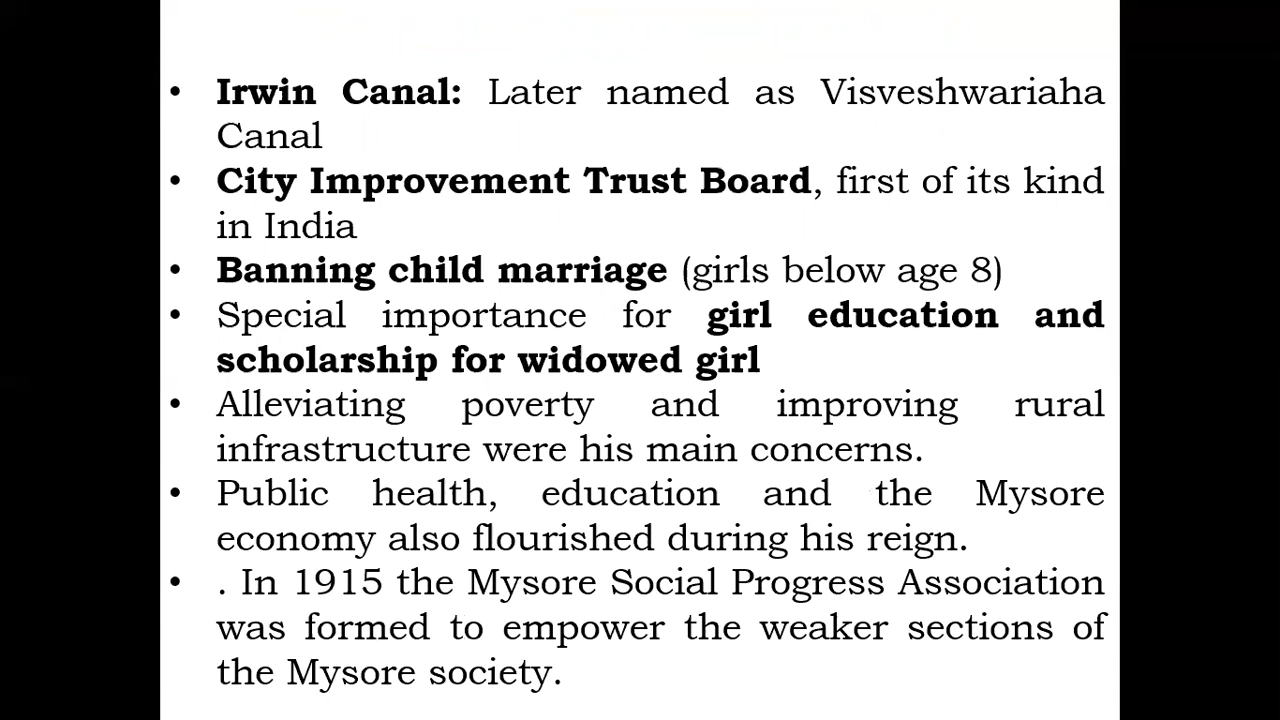 • Irwin Canal: Later named as Visveshwariaha
Canal
• City Improvement Trust Board, first of its kind
in India
• Banning child marriage (girls below age 8)
• Special importance for girl education and
scholarship for widowed girl
• Alleviating poverty and improving rural
infrastructure were his main concerns.
• Public health, education and the Mysore
economy also flourished during his reign.
• . In 1915 the Mysore Social Progress Association
was formed to empower the weaker sections of
the Mysore society.